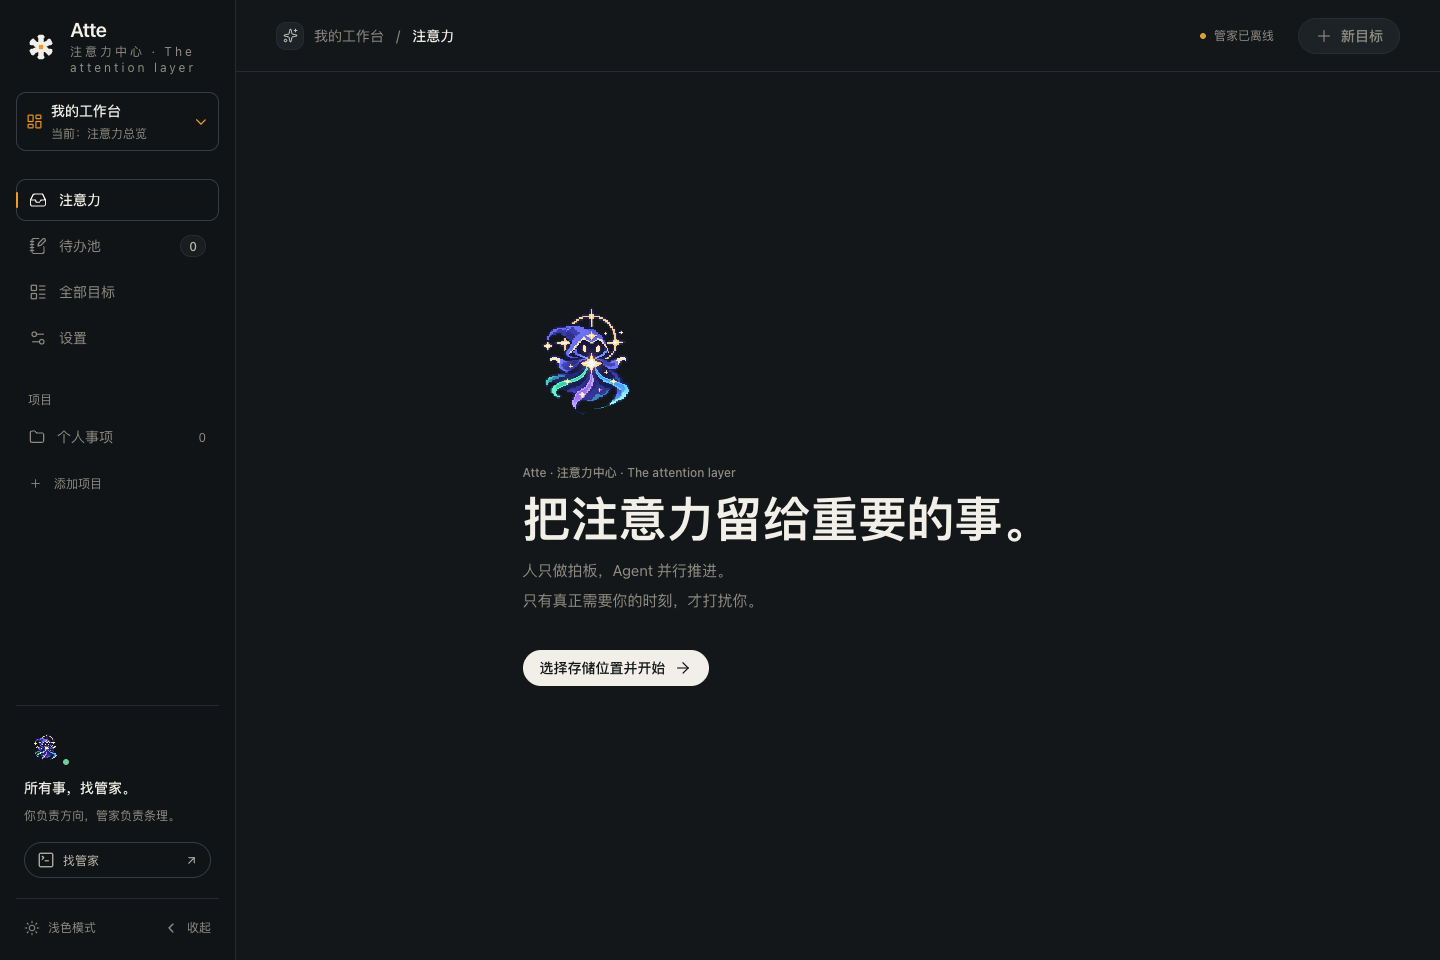 Atte
注意力中心 · The
attention layer
我的工作台
当前：注意力总览
注意力
待办池
0
全部目标
设置
项目
个人事项
0
添加项目
所有事，找管家。
你负责方向，管家负责条理。
找管家
浅色模式
收起
我的工作台 / 注意力
管家已离线
新目标
Atte · 注意力中心 · The attention layer
把注意力留给重要的事。
人只做拍板，Agent 并行推进。
只有真正需要你的时刻，才打扰你。
选择存储位置并开始